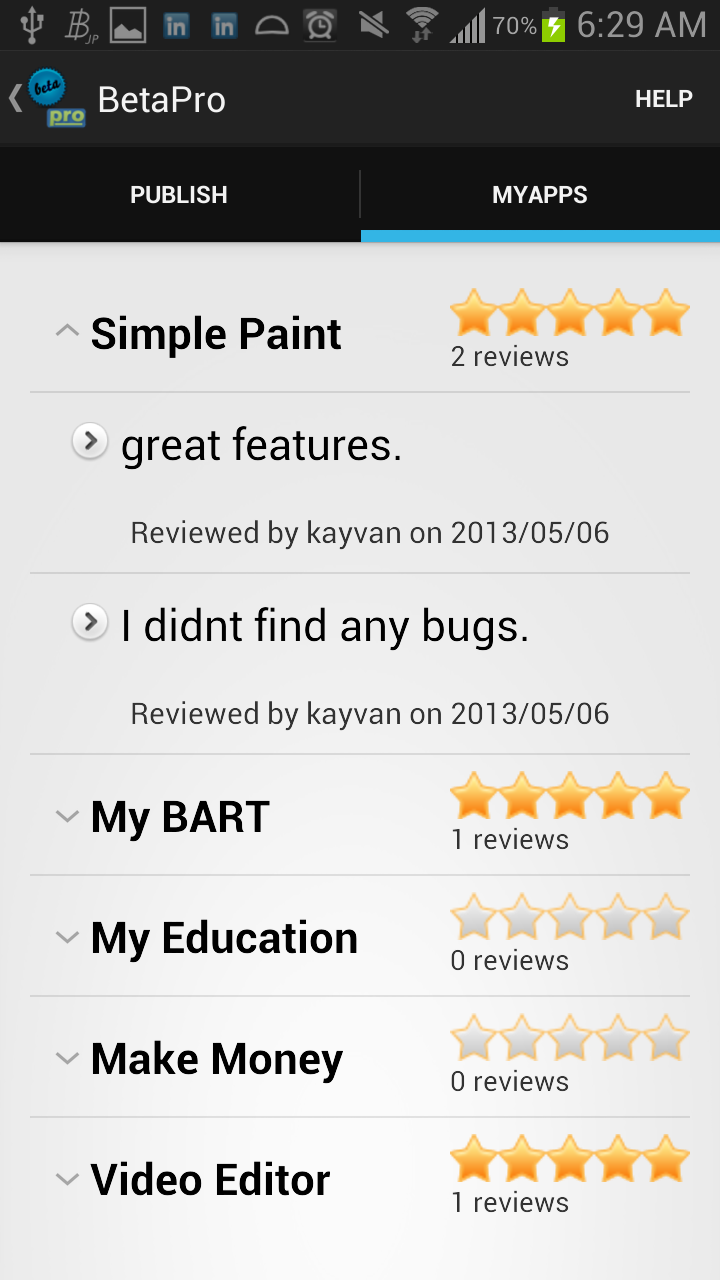 70% 6:29 AM
beta pro BetaPro HELP
PUBLISH MYAPPS
Simple Paint
2 reviews
great features.
Reviewed by kayvan on 2013/05/06
I didnt find any bugs.
Reviewed by kayvan on 2013/05/06
My BART
1 reviews
My Education
0 reviews
Make Money
0 reviews
Video Editor
1 reviews